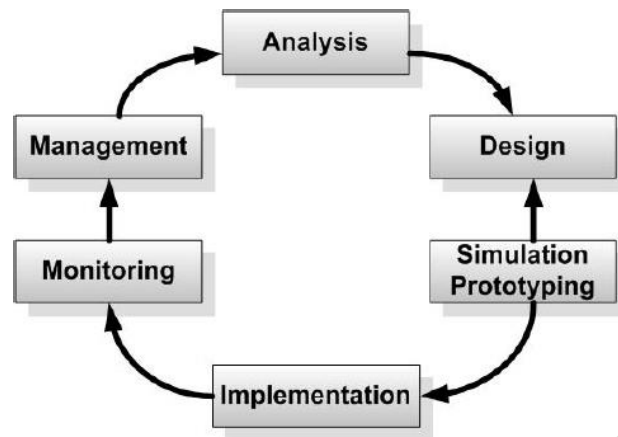 Analysis
Management
Design
Monitoring
Simulation
Prototyping
Implementation